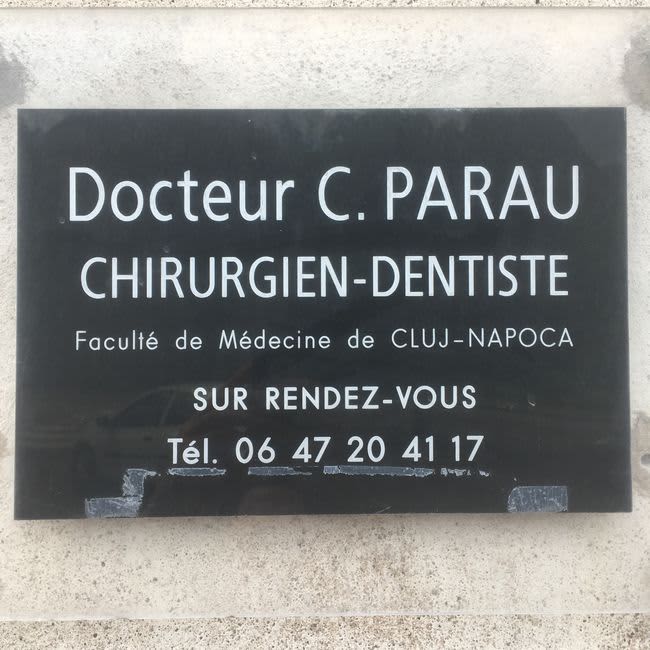 Docteur C. PARAU
CHIRURGIEN-DENTISTE
Faculté de Médecine de CLUJ-NAPOCA
SUR RENDEZ-VOUS
Tél. 06 47 20 41 17